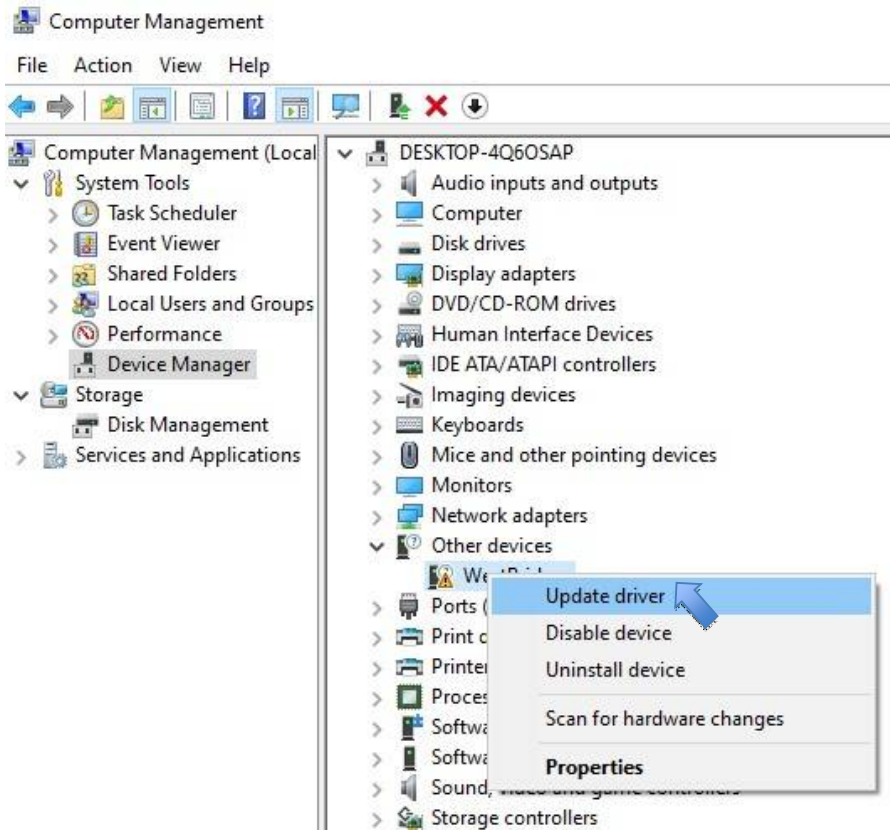 Computer Management
File Action View Help
Computer Management (Local
System Tools
Task Scheduler
Event Viewer
Shared Folders
Local Users and Groups
Performance
Device Manager
Storage
Disk Management
Services and Applications
DESKTOP-4Q6OSAP
Audio inputs and outputs
Computer
Disk drives
Display adapters
DVD/CD-ROM drives
Human Interface Devices
IDE ATA/ATAPI controllers
Imaging devices
Keyboards
Mice and other pointing devices
Monitors
Network adapters
Other devices
Ports (
Print
Printe
Proces
Softwa
Softwa
Sound, video and game controllers
Storage controllers
Update driver
Disable device
Uninstall device
Scan for hardware changes
Properties